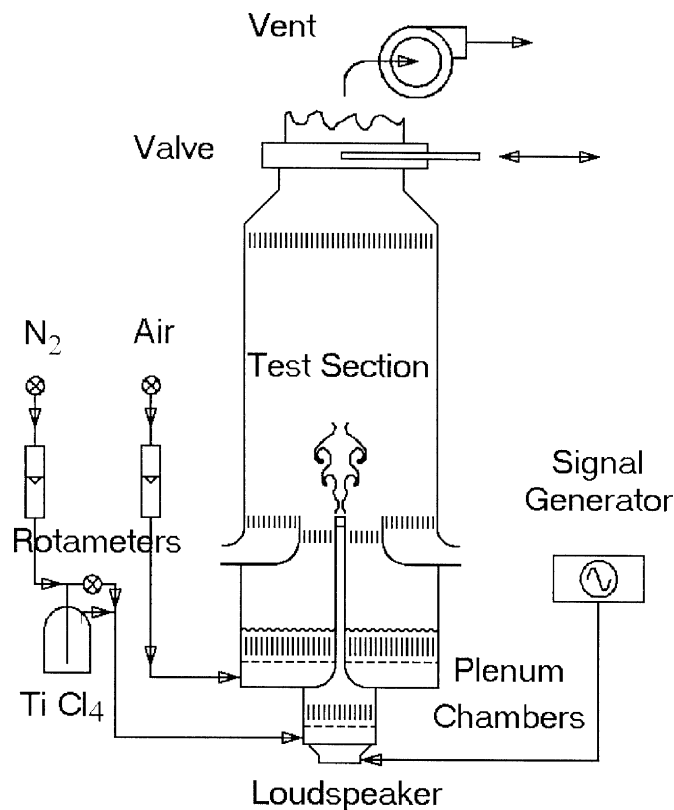 Vent
Valve
N2
Air
Test Section
Signal
Generator
Rotameters
Ti Cl4
Plenum
Chambers
Loudspeaker